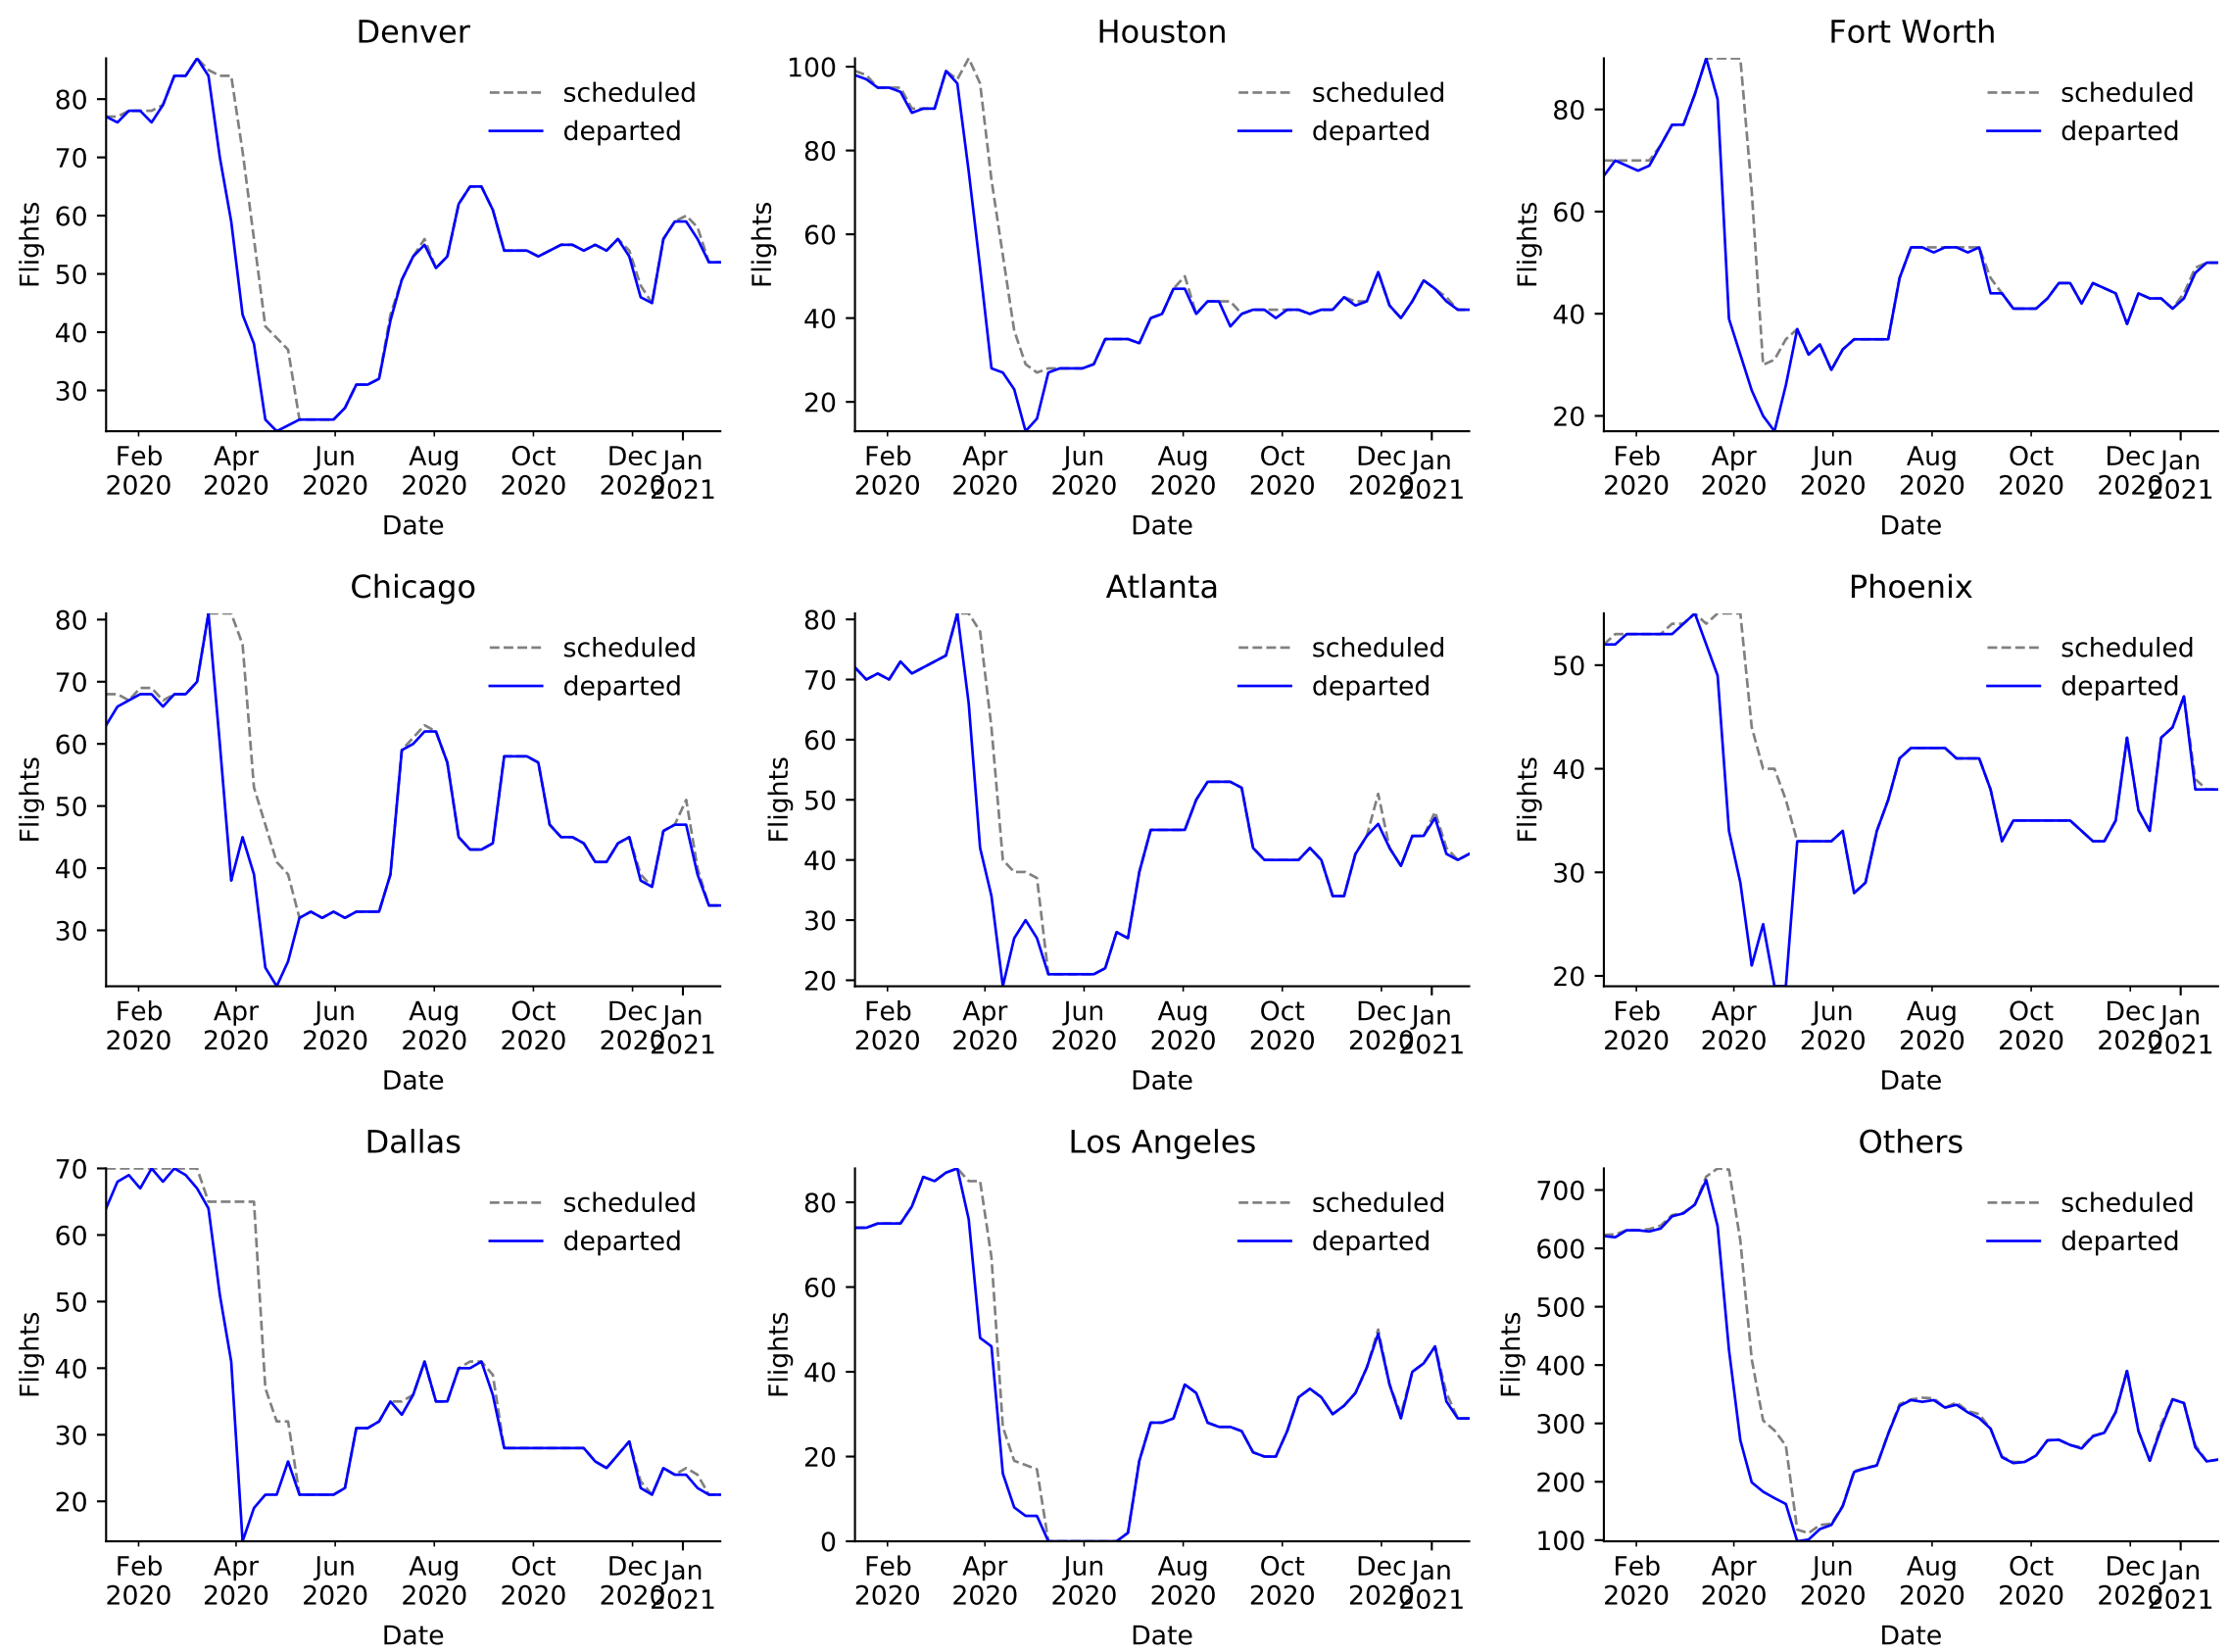 Denver
scheduled
departed
80
70
60
50
40
30
Flights
Feb Apr Jun Aug Oct Dec Jan
2020 2020 2020 2020 2020 2020 2021
Date
Houston
scheduled
departed
100
80
60
40
20
Flights
Feb Apr Jun Aug Oct Dec Jan
2020 2020 2020 2020 2020 2020 2021
Date
Fort Worth
scheduled
departed
80
60
40
20
Flights
Feb Apr Jun Aug Oct Dec Jan
2020 2020 2020 2020 2020 2020 2021
Date
Chicago
scheduled
departed
80
70
60
50
40
30
Flights
Feb Apr Jun Aug Oct Dec Jan
2020 2020 2020 2020 2020 2020 2021
Date
Atlanta
scheduled
departed
80
70
60
50
40
30
20
Flights
Feb Apr Jun Aug Oct Dec Jan
2020 2020 2020 2020 2020 2020 2021
Date
Phoenix
scheduled
departed
50
40
30
20
Flights
Feb Apr Jun Aug Oct Dec Jan
2020 2020 2020 2020 2020 2020 2021
Date
Dallas
scheduled
departed
70
60
50
40
30
20
Flights
Feb Apr Jun Aug Oct Dec Jan
2020 2020 2020 2020 2020 2020 2021
Date
Los Angeles
scheduled
departed
80
60
40
20
0
Flights
Feb Apr Jun Aug Oct Dec Jan
2020 2020 2020 2020 2020 2020 2021
Date
Others
scheduled
departed
700
600
500
400
300
200
100
Flights
Feb Apr Jun Aug Oct Dec Jan
2020 2020 2020 2020 2020 2020 2021
Date